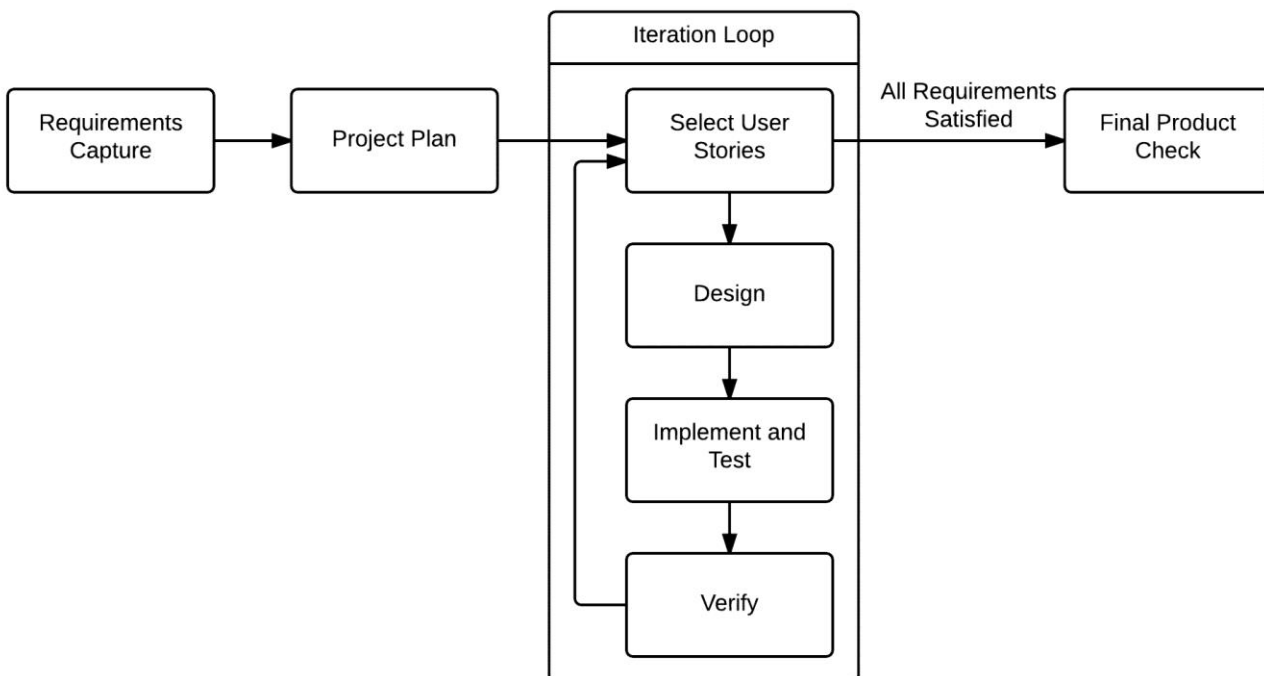 Iteration Loop
Requirements
Capture
Project Plan
Select User
Stories
All Requirements
Satisfied
Final Product
Check
Design
Implement and
Test
Verify